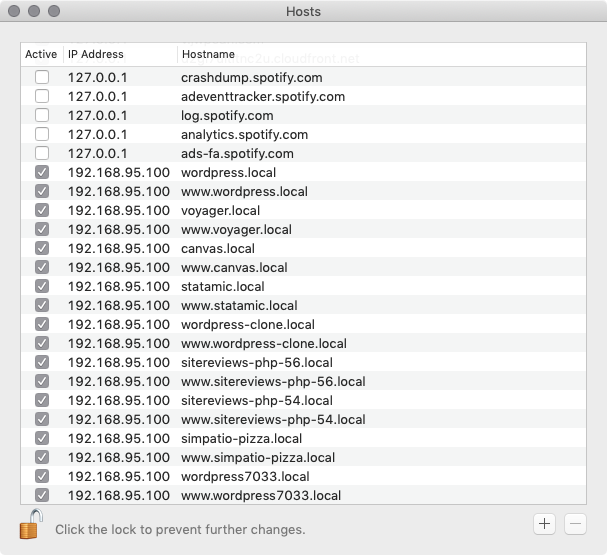 Hosts
Active IP Address Hostname
127.0.0.1 crashdump.spotify.com
127.0.0.1 adeventtracker.spotify.com
127.0.0.1 log.spotify.com
127.0.0.1 analytics.spotify.com
127.0.0.1 ads-fa.spotify.com
192.168.95.100 wordpress.local
192.168.95.100 www.wordpress.local
192.168.95.100 voyager.local
192.168.95.100 www.voyager.local
192.168.95.100 canvas.local
192.168.95.100 www.canvas.local
192.168.95.100 statamic.local
192.168.95.100 www.statamic.local
192.168.95.100 wordpress-clone.local
192.168.95.100 www.wordpress-clone.local
192.168.95.100 sitereviews-php-56.local
192.168.95.100 www.sitereviews-php-56.local
192.168.95.100 sitereviews-php-54.local
192.168.95.100 www.sitereviews-php-54.local
192.168.95.100 simpatio-pizza.local
192.168.95.100 www.simpatio-pizza.local
192.168.95.100 wordpress7033.local
192.168.95.100 www.wordpress7033.local
Click the lock to prevent further changes.